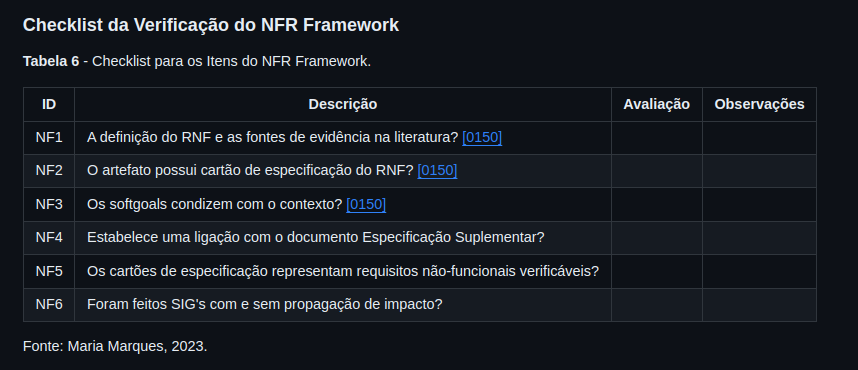 Checklist da Verificação do NFR Framework
Tabela 6 - Checklist para os Itens do NFR Framework.
ID Descrição Avaliação Observações
NF1 A definição do RNF e as fontes de evidência na literatura? [0150]
NF2 O artefato possui cartão de especificação do RNF? [0150]
NF3 Os softgoals condizem com o contexto? [0150]
NF4 Estabelece uma ligação com o documento Especificação Suplementar?
NF5 Os cartões de especificação representam requisitos não-funcionais verificáveis?
NF6 Foram feitos SIG's com e sem propagação de impacto?
Fonte: Maria Marques, 2023.